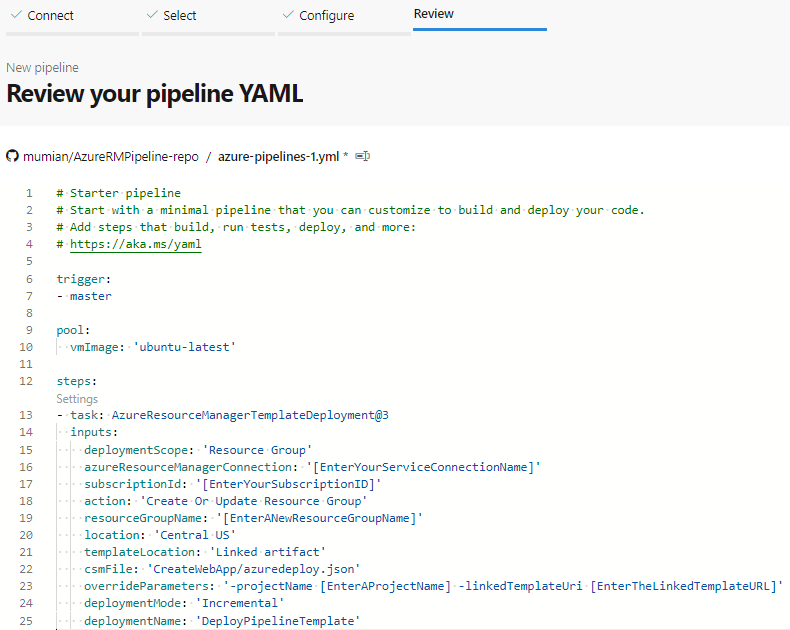 Connect
Select
Configure
Review
New pipeline
Review your pipeline YAML
mumian/AzureRMPipeline-repo / azure-pipelines-1.yml *
1 # Starter pipeline
2 # Start with a minimal pipeline that you can customize to build and deploy your code.
3 # Add steps that build, run tests, deploy, and more:
4 # https://aka.ms/yaml
5
6 trigger:
7 - master
8
9 pool:
10   vmImage: 'ubuntu-latest'
11
12 steps:
Settings
13 - task: AzureResourceManagerTemplateDeployment@3
14   inputs:
15     deploymentScope: 'Resource Group'
16     azureResourceManagerConnection: '[EnterYourServiceConnectionName]'
17     subscriptionId: '[EnterYourSubscriptionID]'
18     action: 'Create Or Update Resource Group'
19     resourceGroupName: '[EnterANewResourceGroupName]'
20     location: 'Central US'
21     templateLocation: 'Linked artifact'
22     csmFile: 'CreateWebApp/azuredeploy.json'
23     overrideParameters: '-projectName [EnterAProjectName] -linkedTemplateUri [EnterTheLinkedTemplateURL]'
24     deploymentMode: 'Incremental'
25     deploymentName: 'DeployPipelineTemplate'